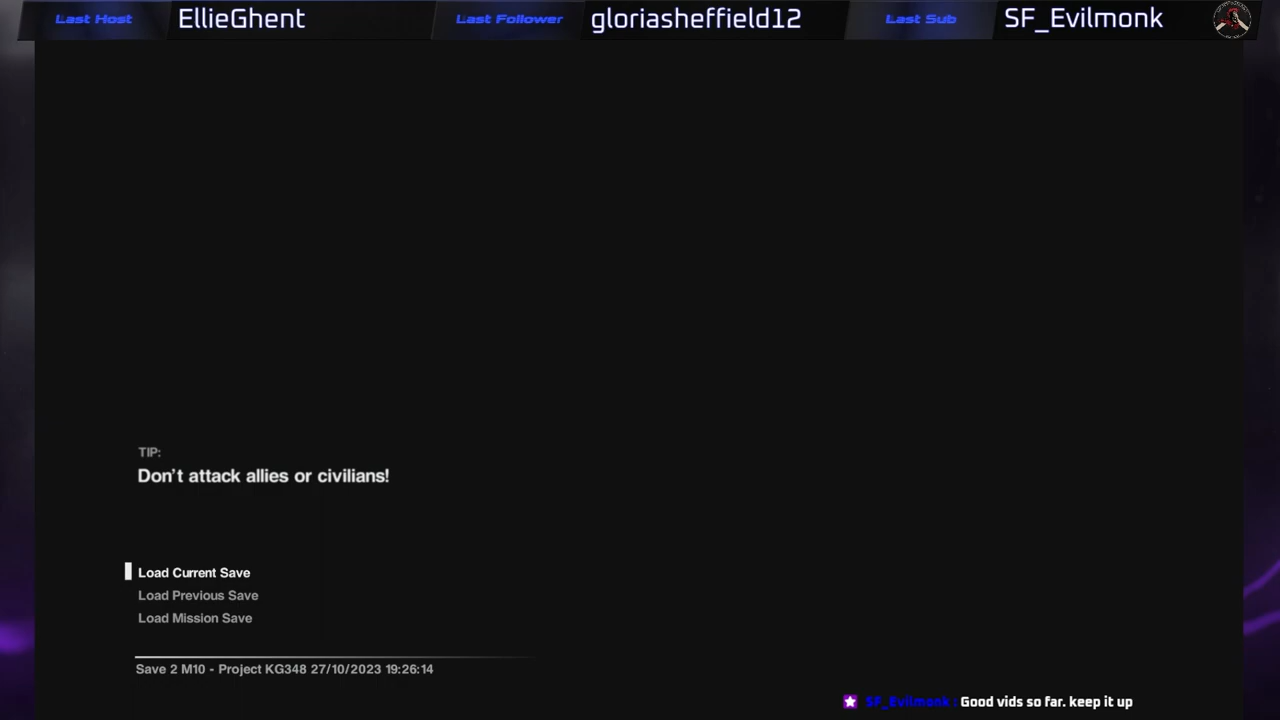 Last Host EllieGhent Last Follower gloriasheffield12 Last Sub SF_Evilmonk
TIP:
Don't attack allies or civilians!
Load Current Save
Load Previous Save
Load Mission Save
Save 2 M10 - Project KG348 27/10/2023 19:26:14
SF_Evilmonk : Good vids so far. keep it up